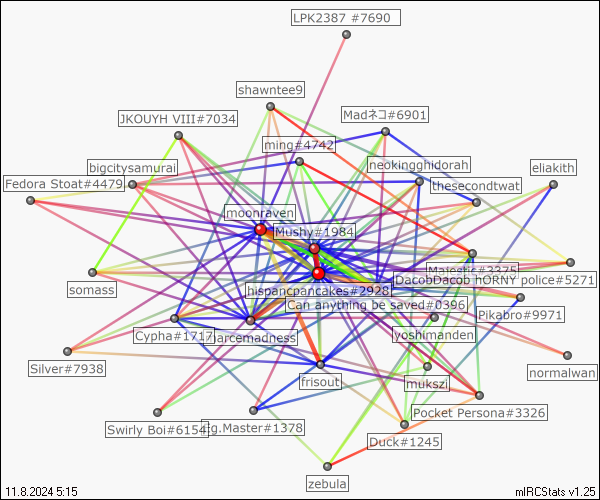 LPK2387 #7690
shawntee9
Madネコ#6901
JKOUYH VIII#7034
ming#4742
neokingghidorah
bigcitysamurai
eliakith
Fedora Stoat#4479
thesecondtwat
moonraven
Mushy#1984
Majestic#3375
DacobDacob hORNY police#5271
somass
hispanicpancakes#2928
Can anything be saved#0396
Pikabro#9971
Cypha#1717
jarcemadness
yoshimanden
Silver#7938
normalwan
frisout
mukszi
Pocket Persona#3326
Swirly Boi#6154
tg.Master#1378
Duck#1245
zebula
11.8.2024 5:15
mIRCStats v1.25